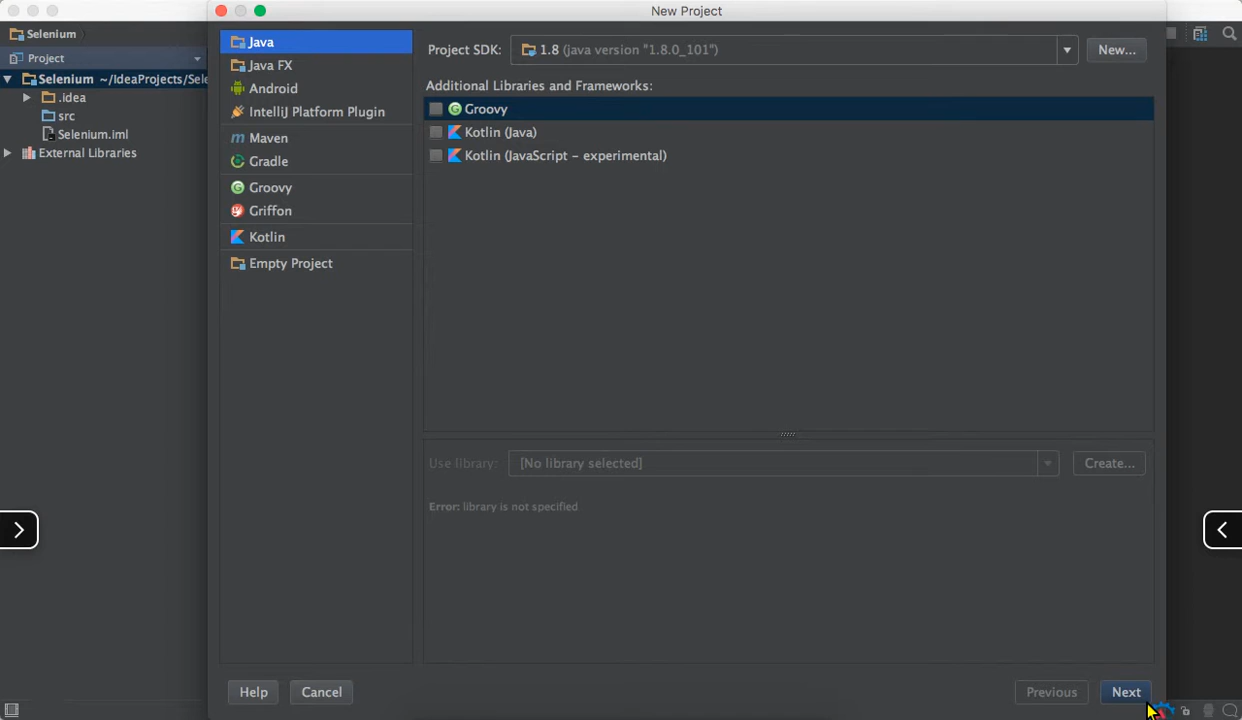 New Project
Selenium
Project
Selenium ~/IdeaProjects/Sele
.idea
src
Selenium.iml
External Libraries
Java
Java FX
Android
IntelliJ Platform Plugin
Maven
Gradle
Groovy
Griffon
Kotlin
Empty Project
Project SDK: 1.8 (java version "1.8.0_101") New...
Additional Libraries and Frameworks:
Groovy
Kotlin (Java)
Kotlin (JavaScript – experimental)
Use library: [No library selected] Create...
Error: library is not specified
Help Cancel Previous Next